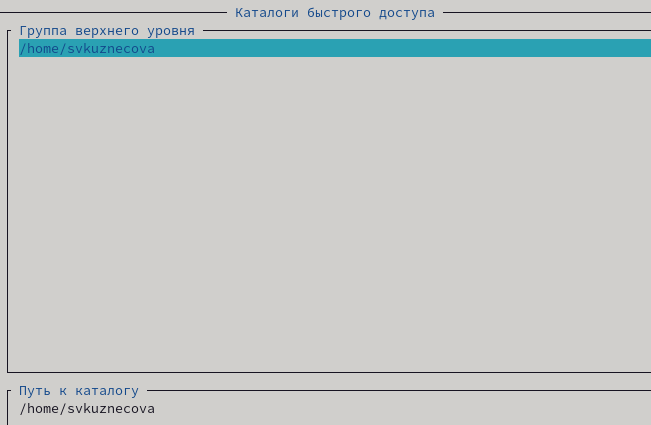 Каталоги быстрого доступа
Группа верхнего уровня
/home/svkuznecova
Путь к каталогу
/home/svkuznecova